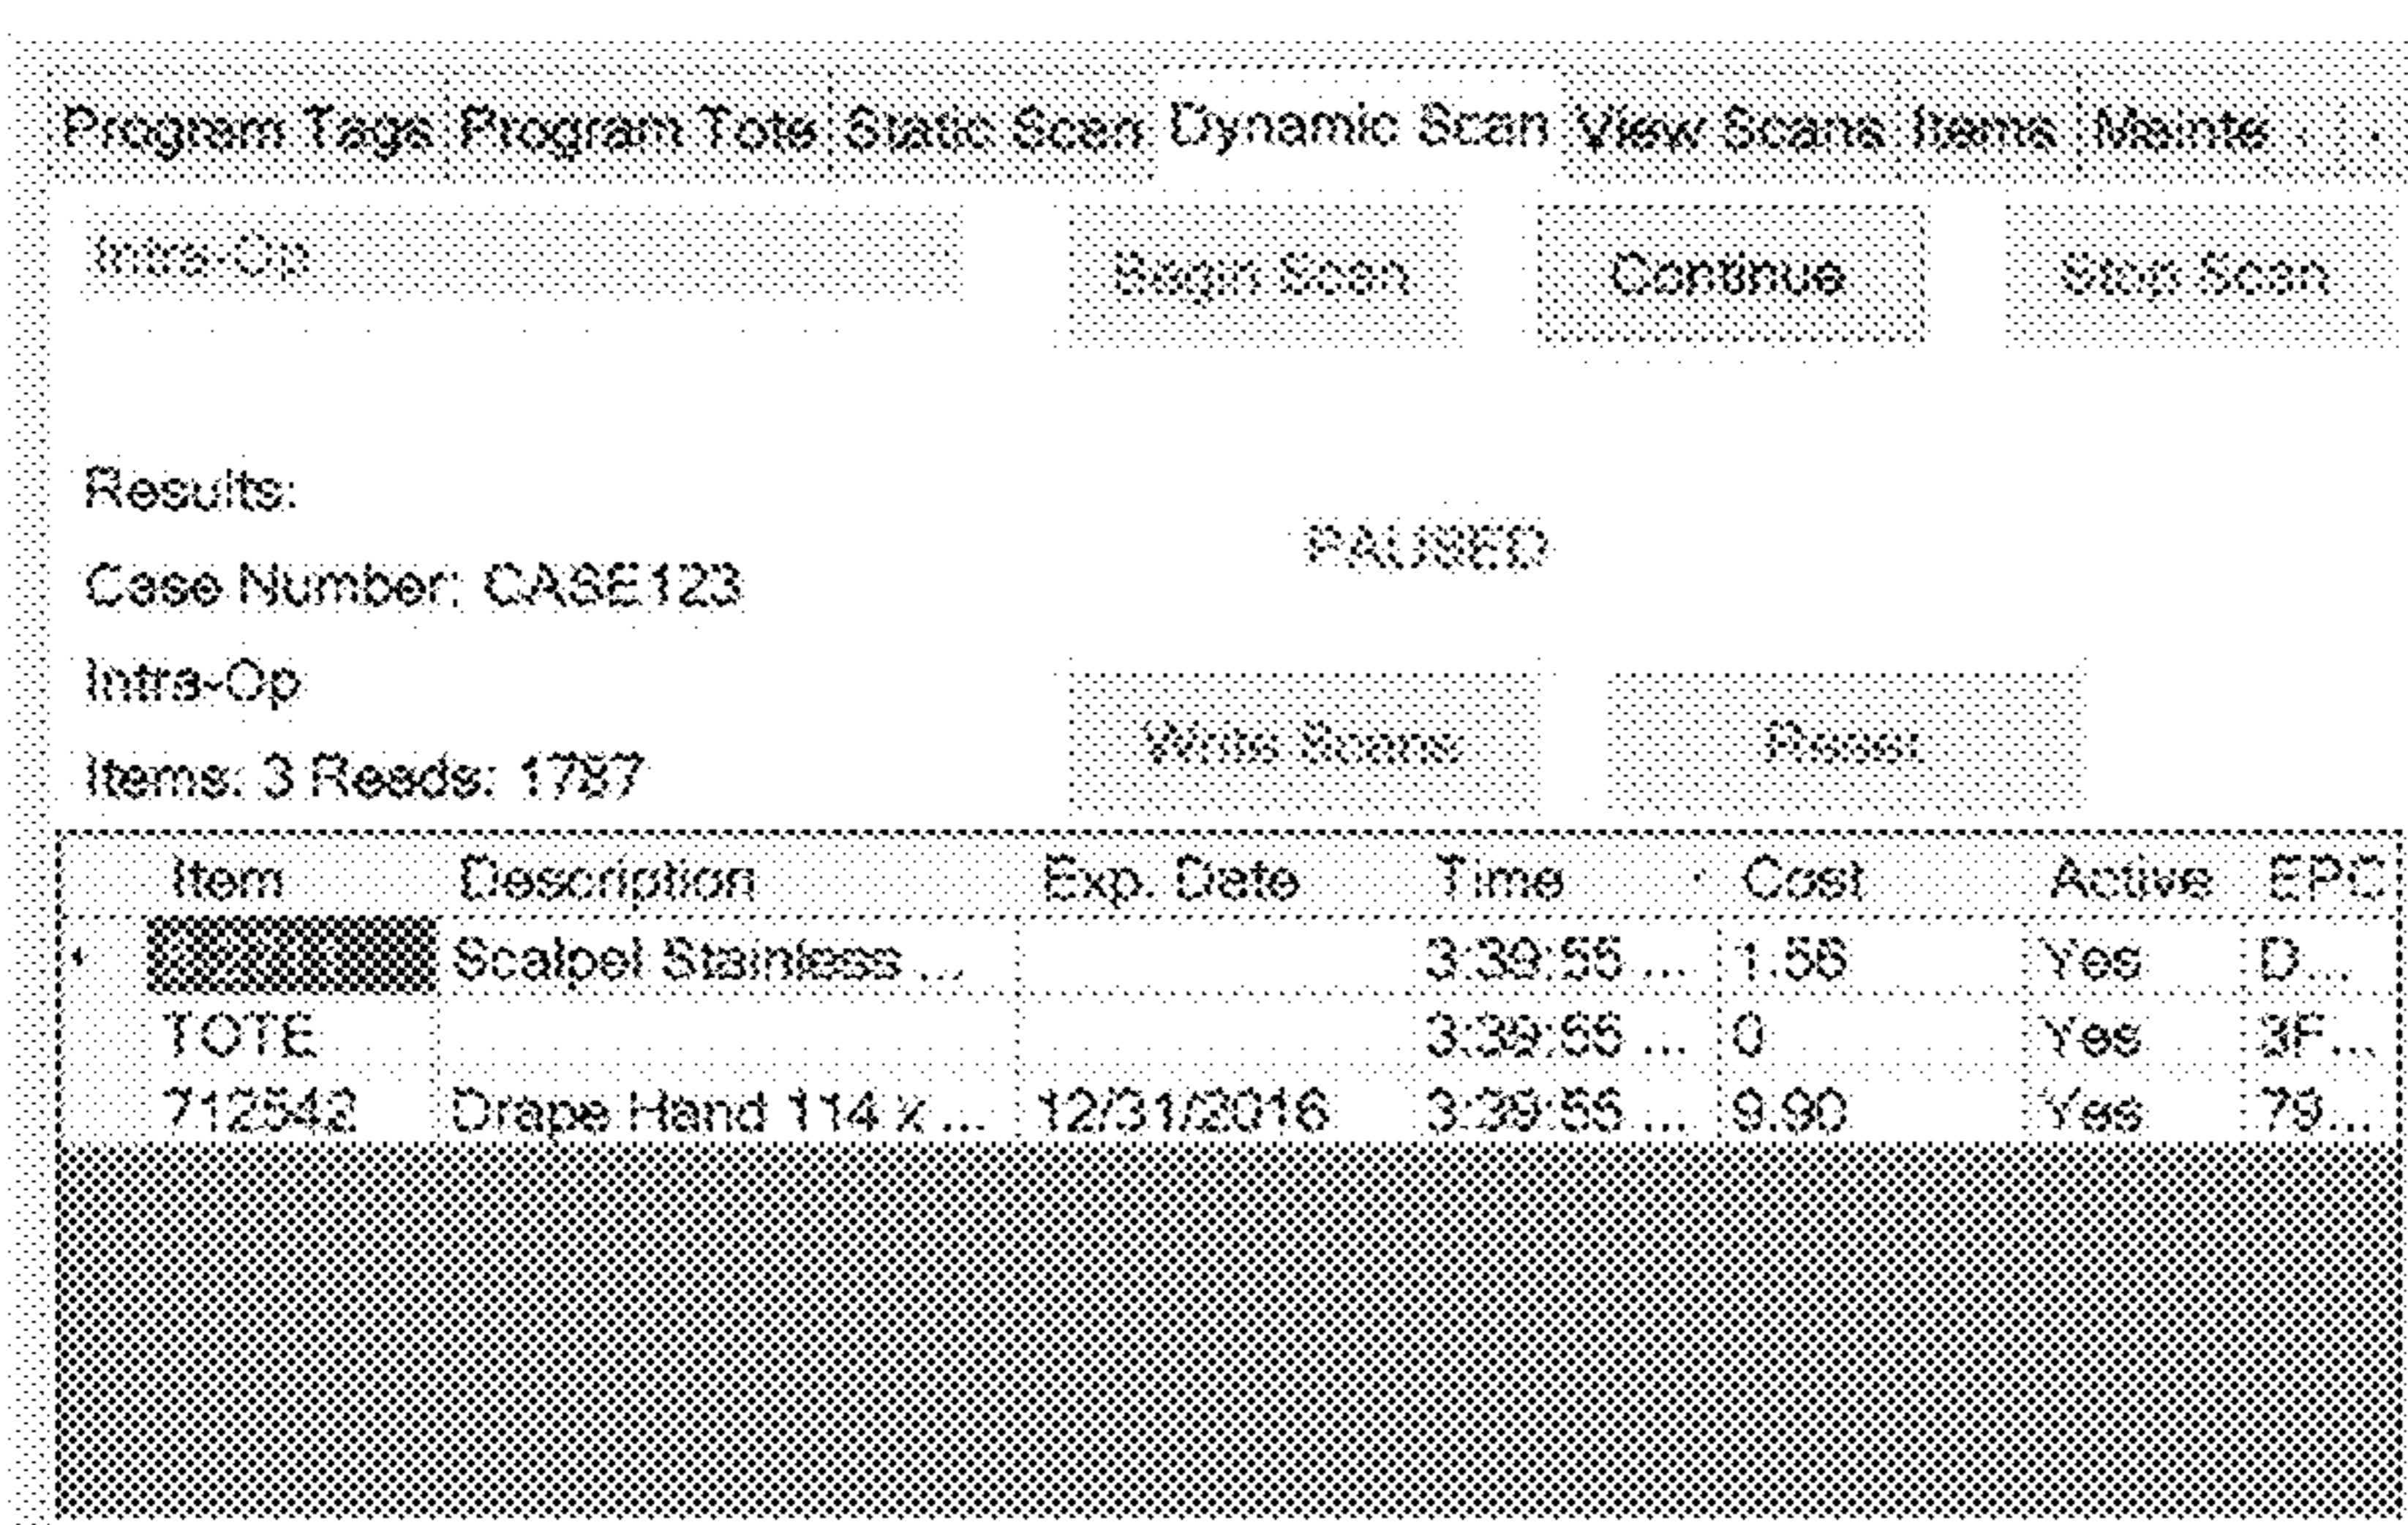 Program Tags Program Tote Static Scan Dynamic Scan View Scans Items Mainte
Intra-Op Begin Scan Continue Stop Scan
Results:
PAUSED
Case Number: CASE123
Intra-Op
Write Scans Reset
Items: 3 Reads: 1787
Item Description Exp. Date Time Cost Active EPC
Scalpel Stainless ... 3:39:55 ... 1.56 Yes D...
TOTE 3:39:55 ... 0 Yes 3F...
712542 Drape Hand 114 x ... 12/31/2016 3:39:55 ... 9.90 Yes 79...